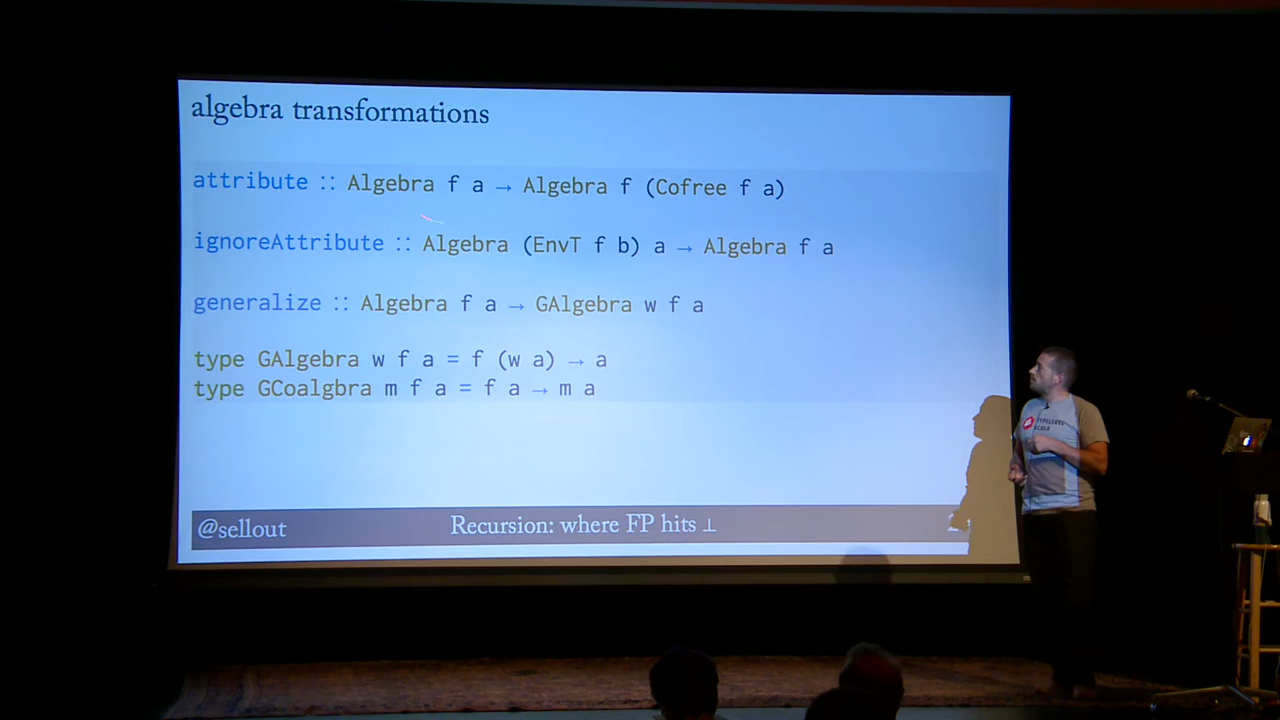 algebra transformations
attribute :: Algebra f a → Algebra f (Cofree f a)
ignoreAttribute :: Algebra (EnvT f b) a → Algebra f a
generalize :: Algebra f a → GAlgebra w f a
type GAlgebra w f a = f (w a) → a
type GCoalgbra m f a = f a → m a
@sellout
Recursion: where FP hits ⊥
SCALA